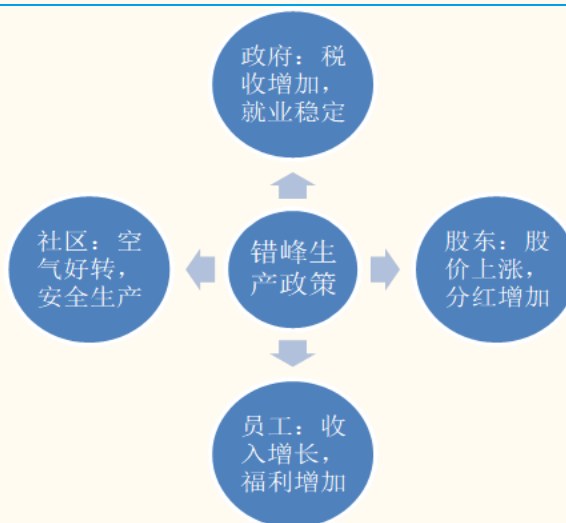 政府：税
收增加，
就业稳定
社区：空
气好转，
安全生产
错峰生
产政策
股东：股
价上涨，
分红增加
员工：收
入增长，
福利增加